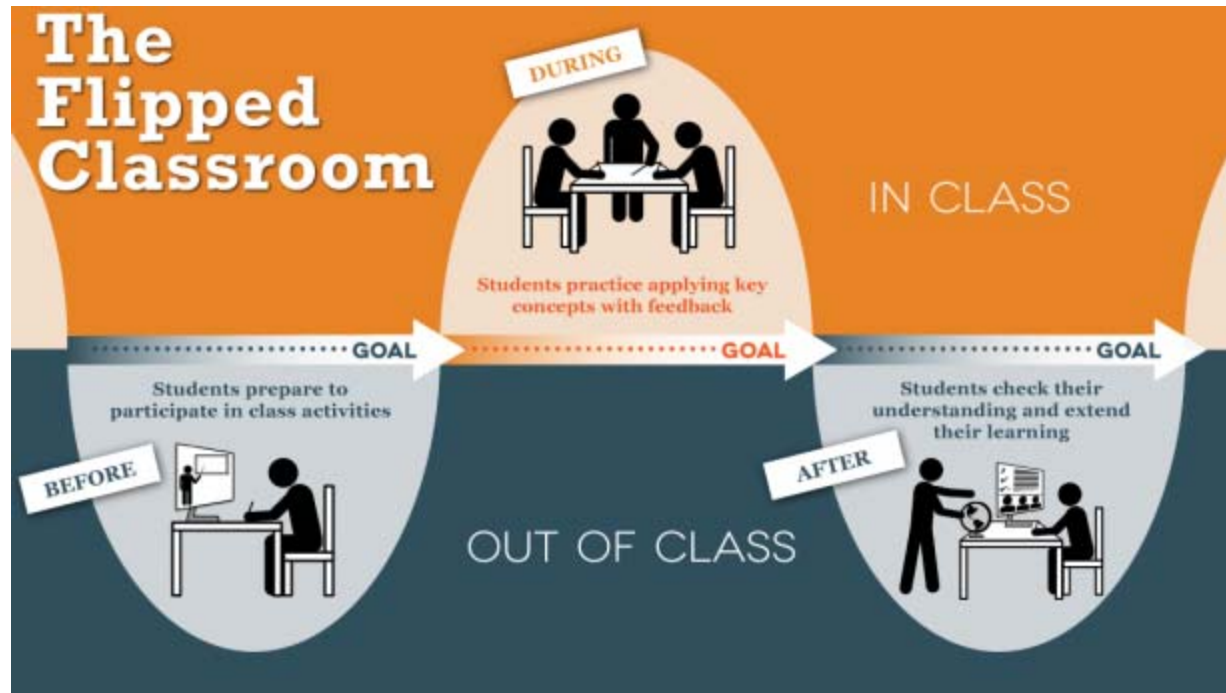 The
Flipped
Classroom
DURING
IN CLASS
Students practice applying key
concepts with feedback
GOAL
GOAL
GOAL
Students prepare to
participate in class activities
BEFORE
OUT OF CLASS
Students check their
understanding and extend
their learning
AFTER